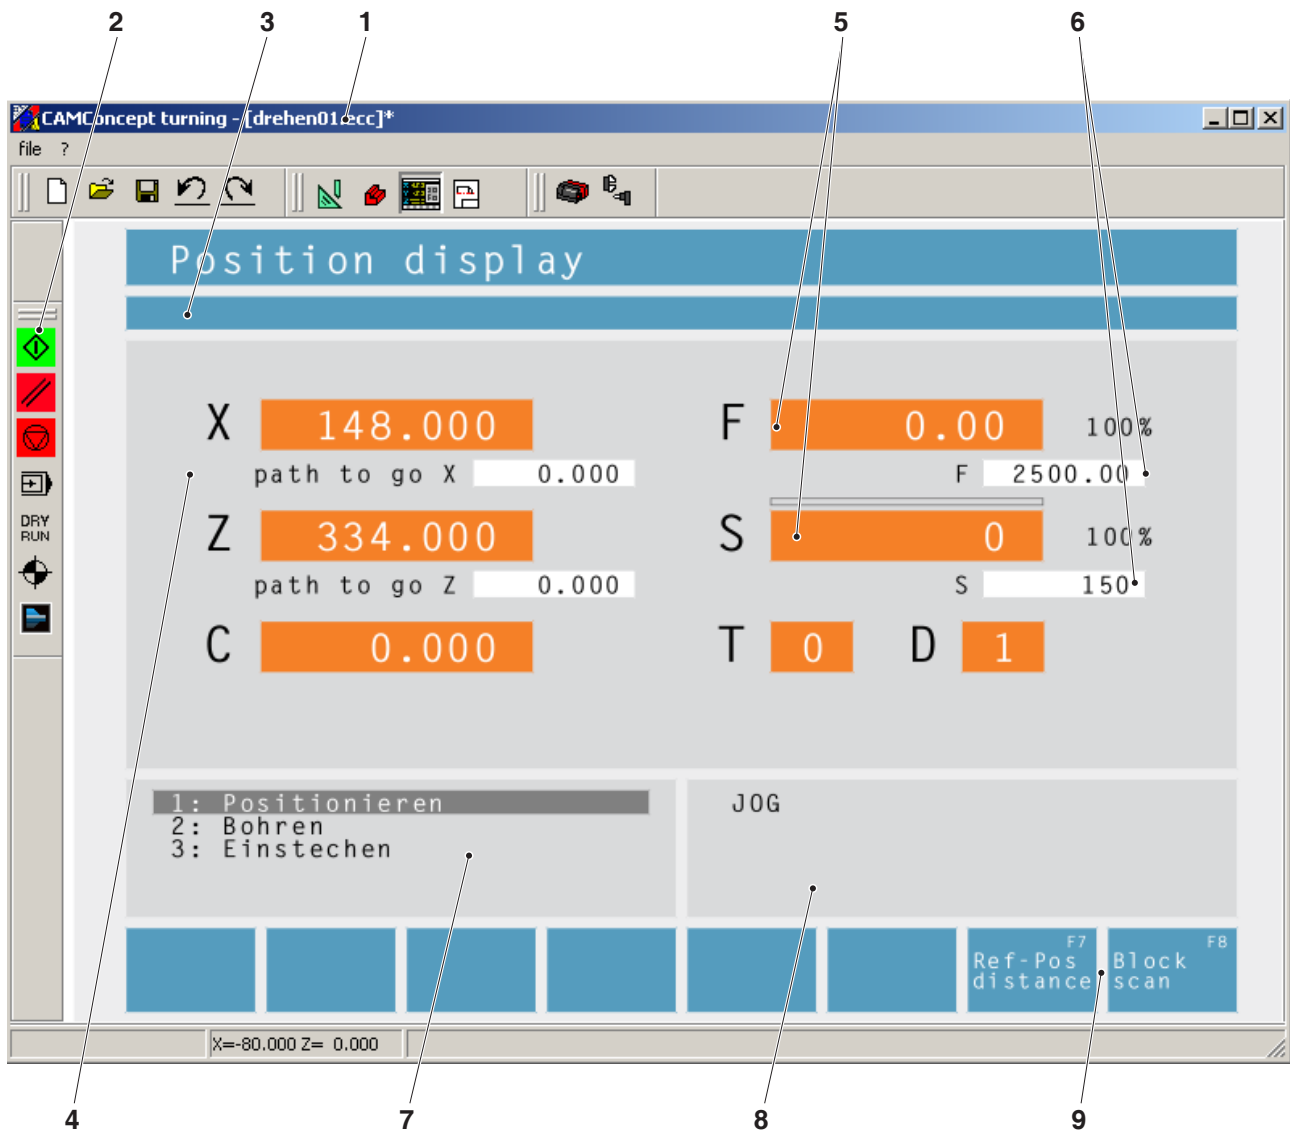 2 3 1 5 6
CAMConcept turning - [drehen01.ecc]*
file ?
Position display
DRY
RUN
X 148.000
path to go X 0.000
Z 334.000
path to go Z 0.000
C 0.000
F 0.00 100%
F 2500.00
S 0 100%
S 150
T 0 D 1
1: Positionieren
2: Bohren
3: Einstechen
JOG
F7
Ref-Pos
distance
F8
Block
scan
X=-80.000 Z= 0.000
4 7 8 9